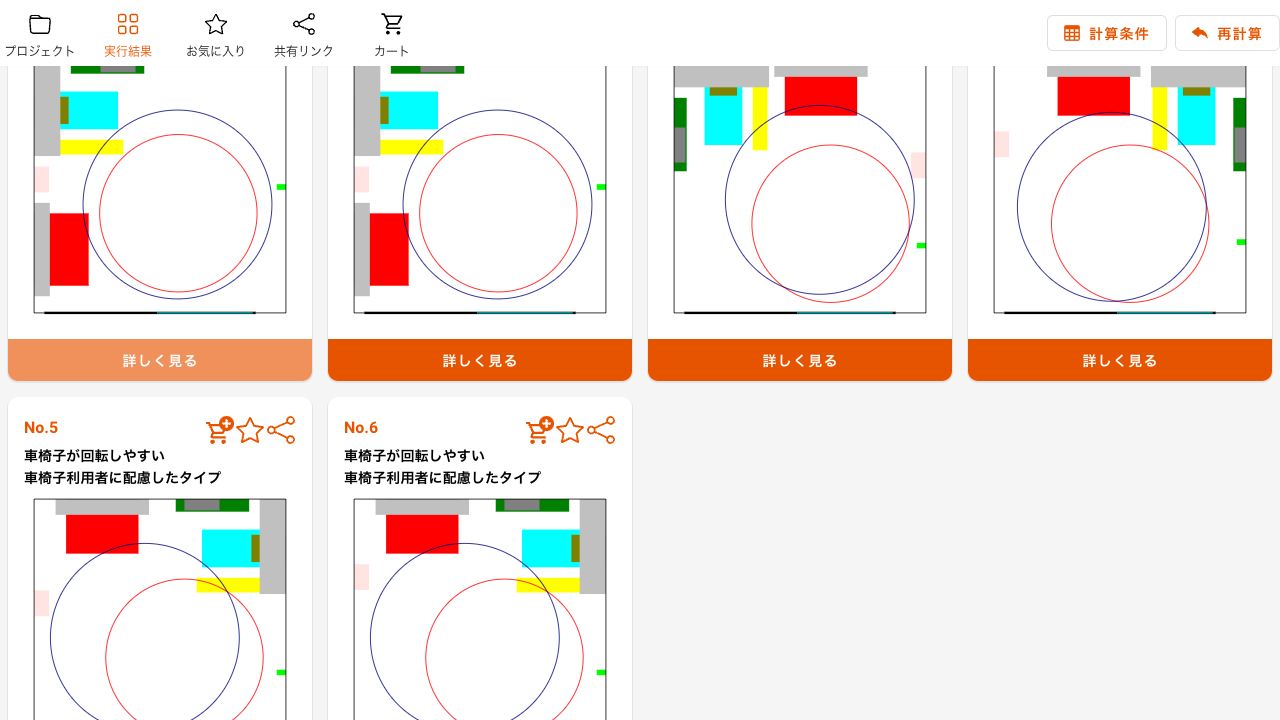 プロジェクト
実行結果
お気に入り
共有リンク
カート
計算条件
再計算
詳しく見る
詳しく見る
詳しく見る
詳しく見る
No.5
車椅子が回転しやすい
車椅子利用者に配慮したタイプ
No.6
車椅子が回転しやすい
車椅子利用者に配慮したタイプ